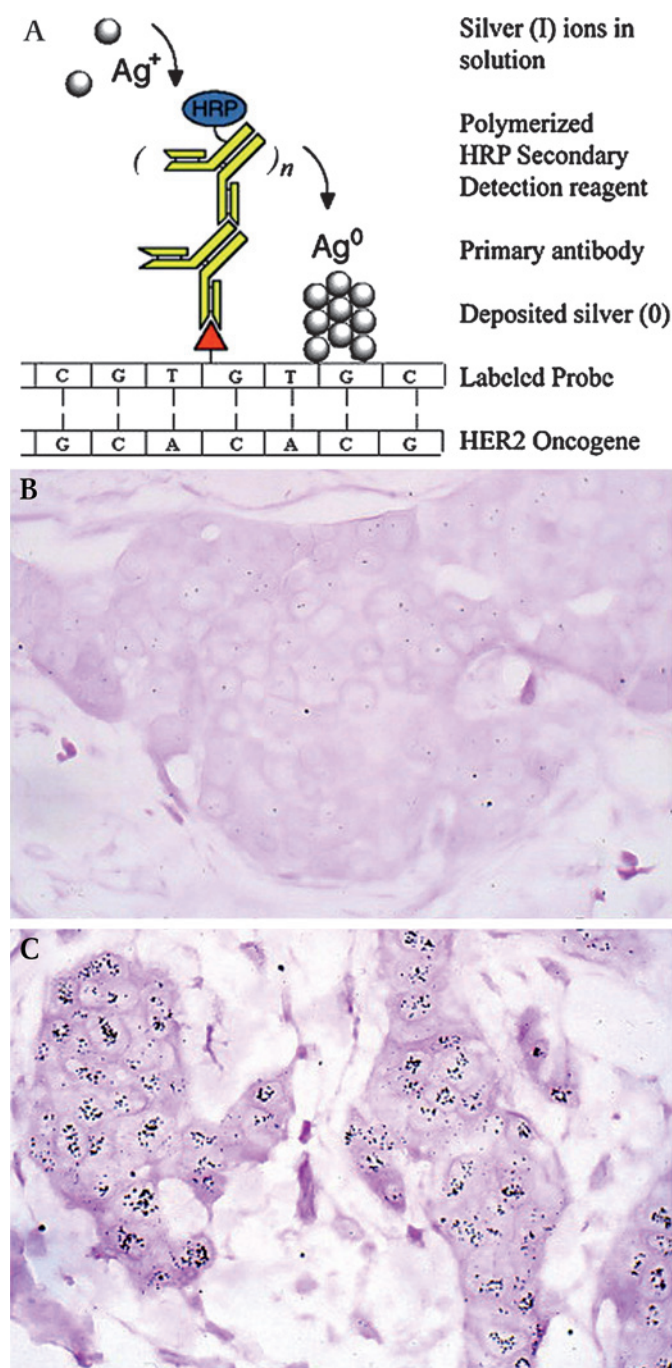 A
Ag+
HRP
( )n
Ag0
Silver (I) ions in
solution
Polymerized
HRP Secondary
Detection reagent
Primary antibody
Deposited silver (0)
Labeled Probe
HER2 Oncogene
C G T G T G C
G C A C A C G
B
C